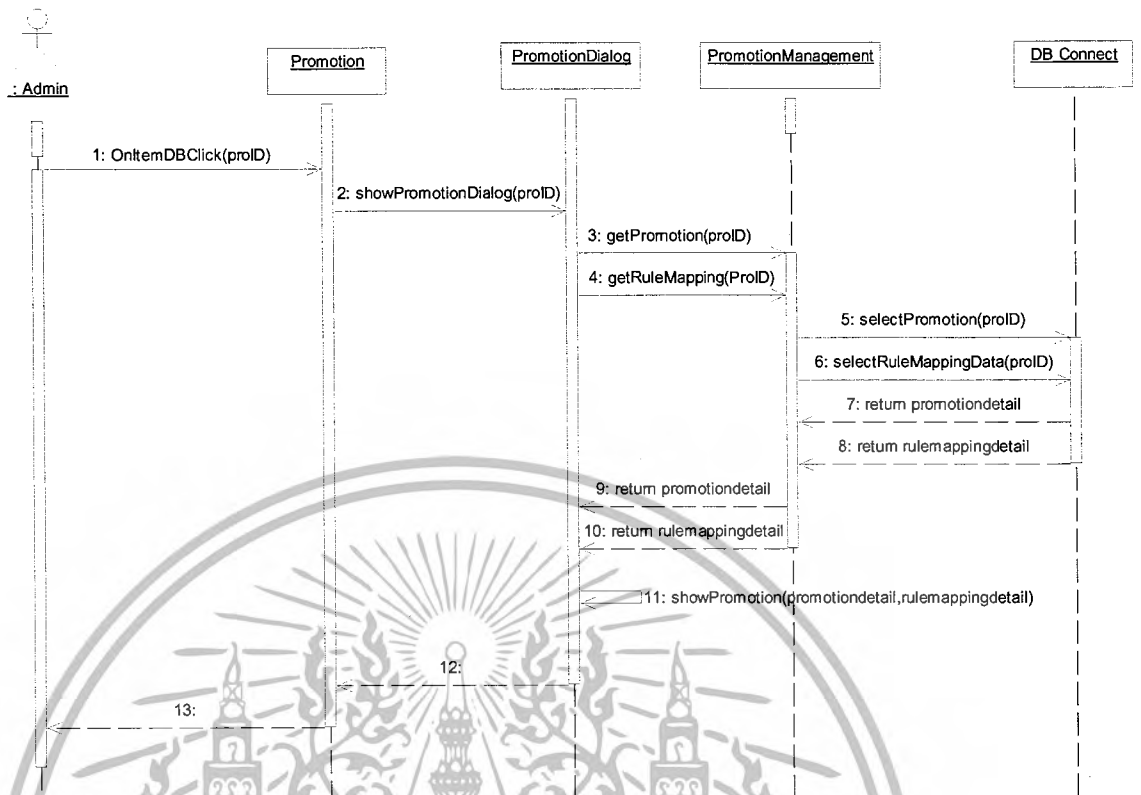 : Admin
Promotion
PromotionDialog
PromotionManagement
DB Connect
1: OnItemDBClick(proID)
2: showPromotionDialog(proID)
3: getPromotion(proID)
4: getRuleMapping(ProID)
5: selectPromotion(proID)
6: selectRuleMappingData(proID)
7: return promotiondetail
8: return rulemappingdetail
9: return promotiondetail
10: return rulemappingdetail
11: showPromotion(promotiondetail,rulemappingdetail)
12:
13: